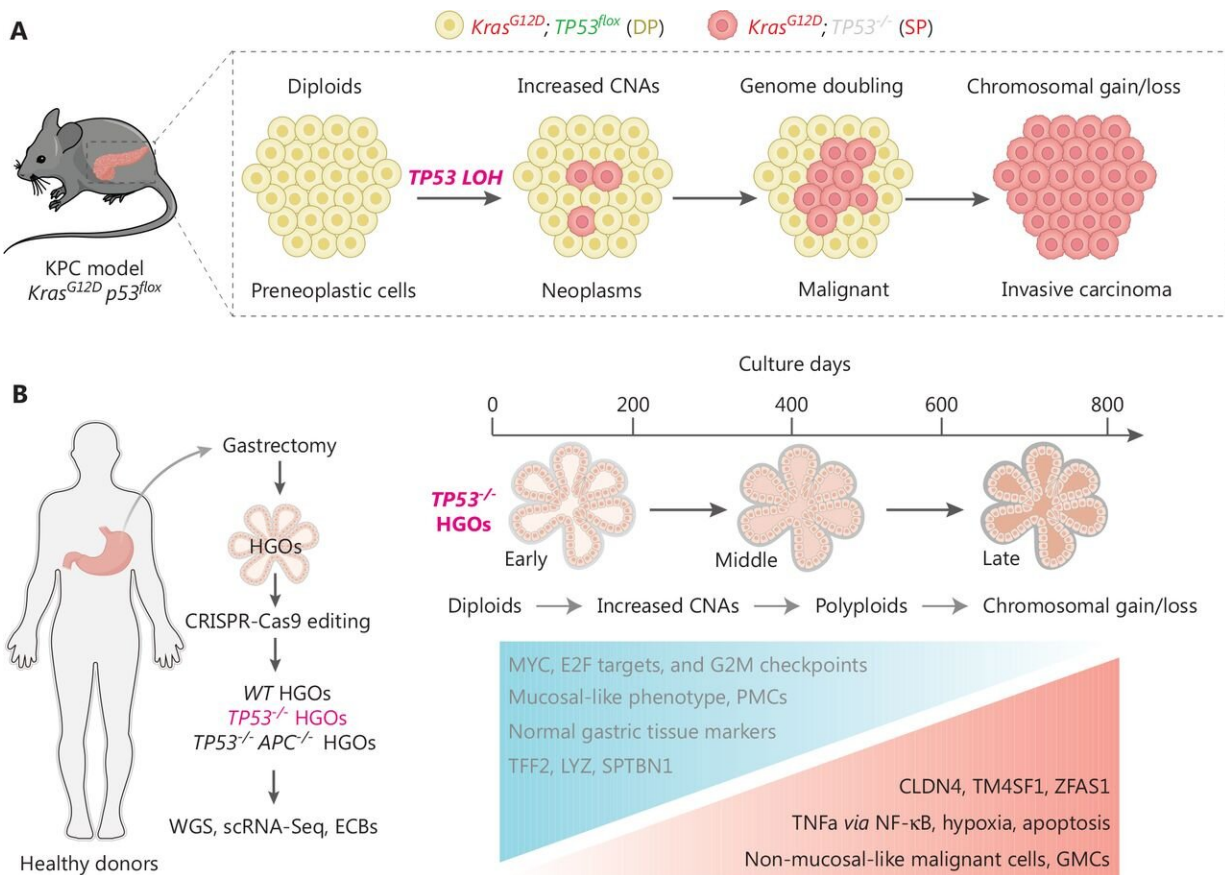 A
Kras^G12D; TP53^flox (DP)
Kras^G12D; TP53^-/- (SP)
Diploids
Increased CNAs
Genome doubling
Chromosomal gain/loss
TP53 LOH
KPC model
Kras^G12D p53^flox
Preneoplastic cells
Neoplasms
Malignant
Invasive carcinoma
B
Gastrectomy
HGOs
CRISPR-Cas9 editing
WT HGOs
TP53^-/- HGOs
TP53^-/- APC^-/- HGOs
WGS, scRNA-Seq, ECBs
Healthy donors
Culture days
0
200
400
600
800
TP53^-/-
HGOs
Early
Middle
Late
Diploids
Increased CNAs
Polyploids
Chromosomal gain/loss
MYC, E2F targets, and G2M checkpoints
Mucosal-like phenotype, PMCs
Normal gastric tissue markers
TFF2, LYZ, SPTBN1
CLDN4, TM4SF1, ZFAS1
TNFa via NF-κB, hypoxia, apoptosis
Non-mucosal-like malignant cells, GMCs